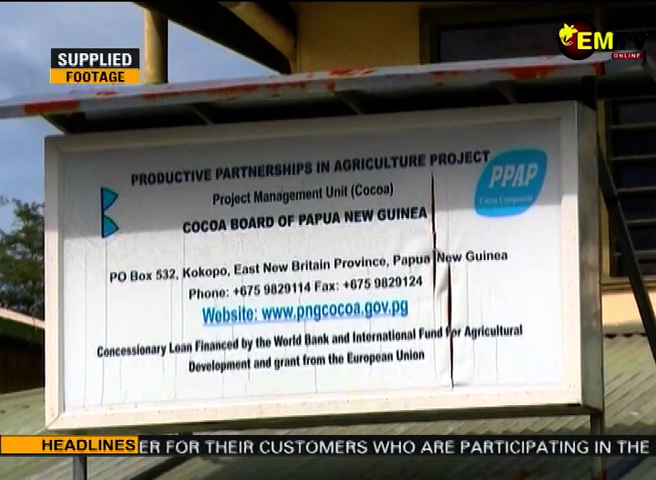 SUPPLIED
FOOTAGE
EM
ONLINE
PRODUCTIVE PARTNERSHIPS IN AGRICULTURE PROJECT
Project Management Unit (Cocoa)
COCOA BOARD OF PAPUA NEW GUINEA
PPAP
Cocoa Component
PO Box 532, Kokopo, East New Britain Province, Papua New Guinea
Phone: +675 9829114 Fax: +675 9829124
Website: www.pngcocoa.gov.pg
Concessionary Loan Financed by the World Bank and International Fund for Agricultural
Development and grant from the European Union
HEADLINES ER FOR THEIR CUSTOMERS WHO ARE PARTICIPATING IN THE